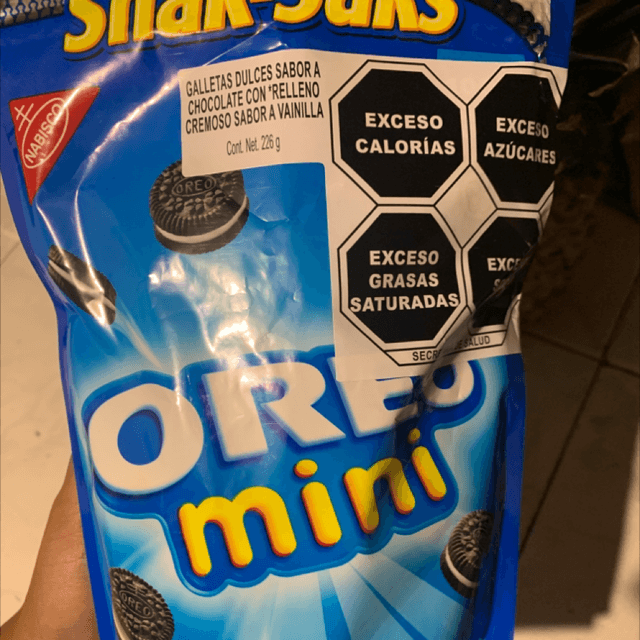 Snak-Saks
GALLETAS DULCES SABOR A
CHOCOLATE CON *RELLENO
CREMOSO SABOR A VAINILLA
Cont. Net. 226 g
NABISCO
EXCESO
CALORÍAS
EXCESO
AZÚCARES
EXCESO
GRASAS
SATURADAS
OREO
OREO
mini
OREO